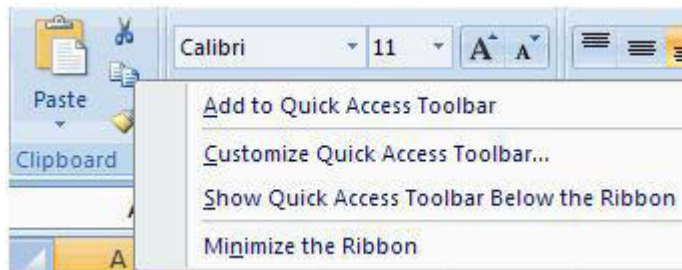 Calibri 11 A A
Paste
Clipboard
Add to Quick Access Toolbar
Customize Quick Access Toolbar...
Show Quick Access Toolbar Below the Ribbon
Minimize the Ribbon
A